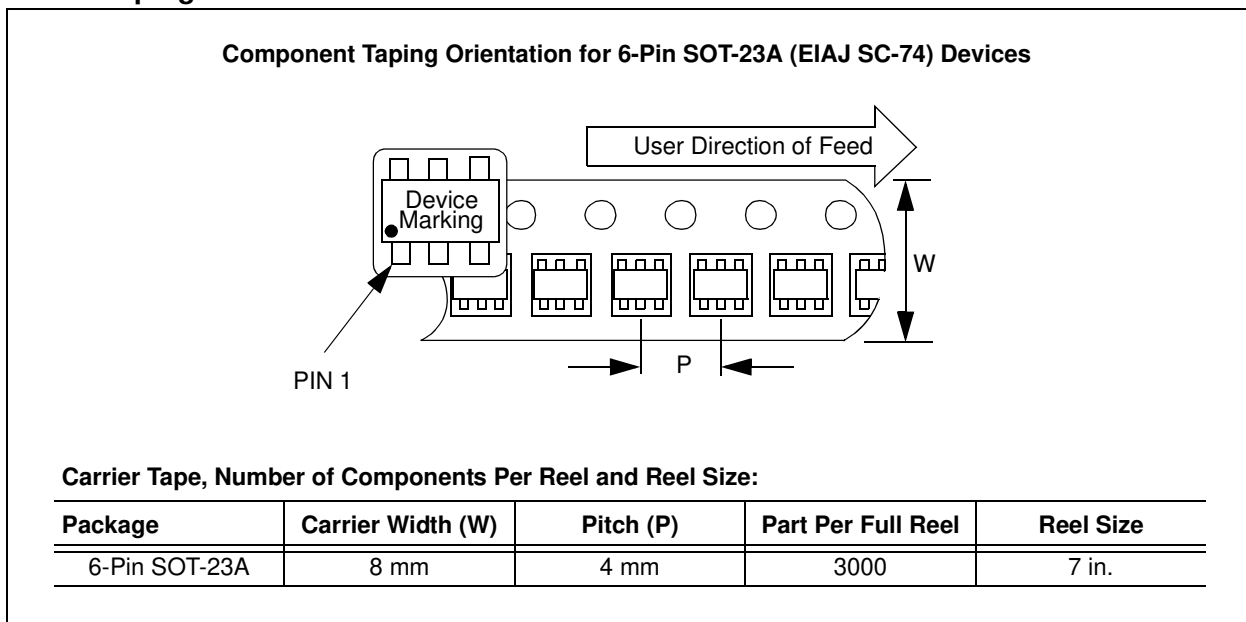 Component Taping Orientation for 6-Pin SOT-23A (EIAJ SC-74) Devices
User Direction of Feed
Device
Marking
W
P
PIN 1
Carrier Tape, Number of Components Per Reel and Reel Size:
Package Carrier Width (W) Pitch (P) Part Per Full Reel Reel Size
6-Pin SOT-23A 8 mm 4 mm 3000 7 in.